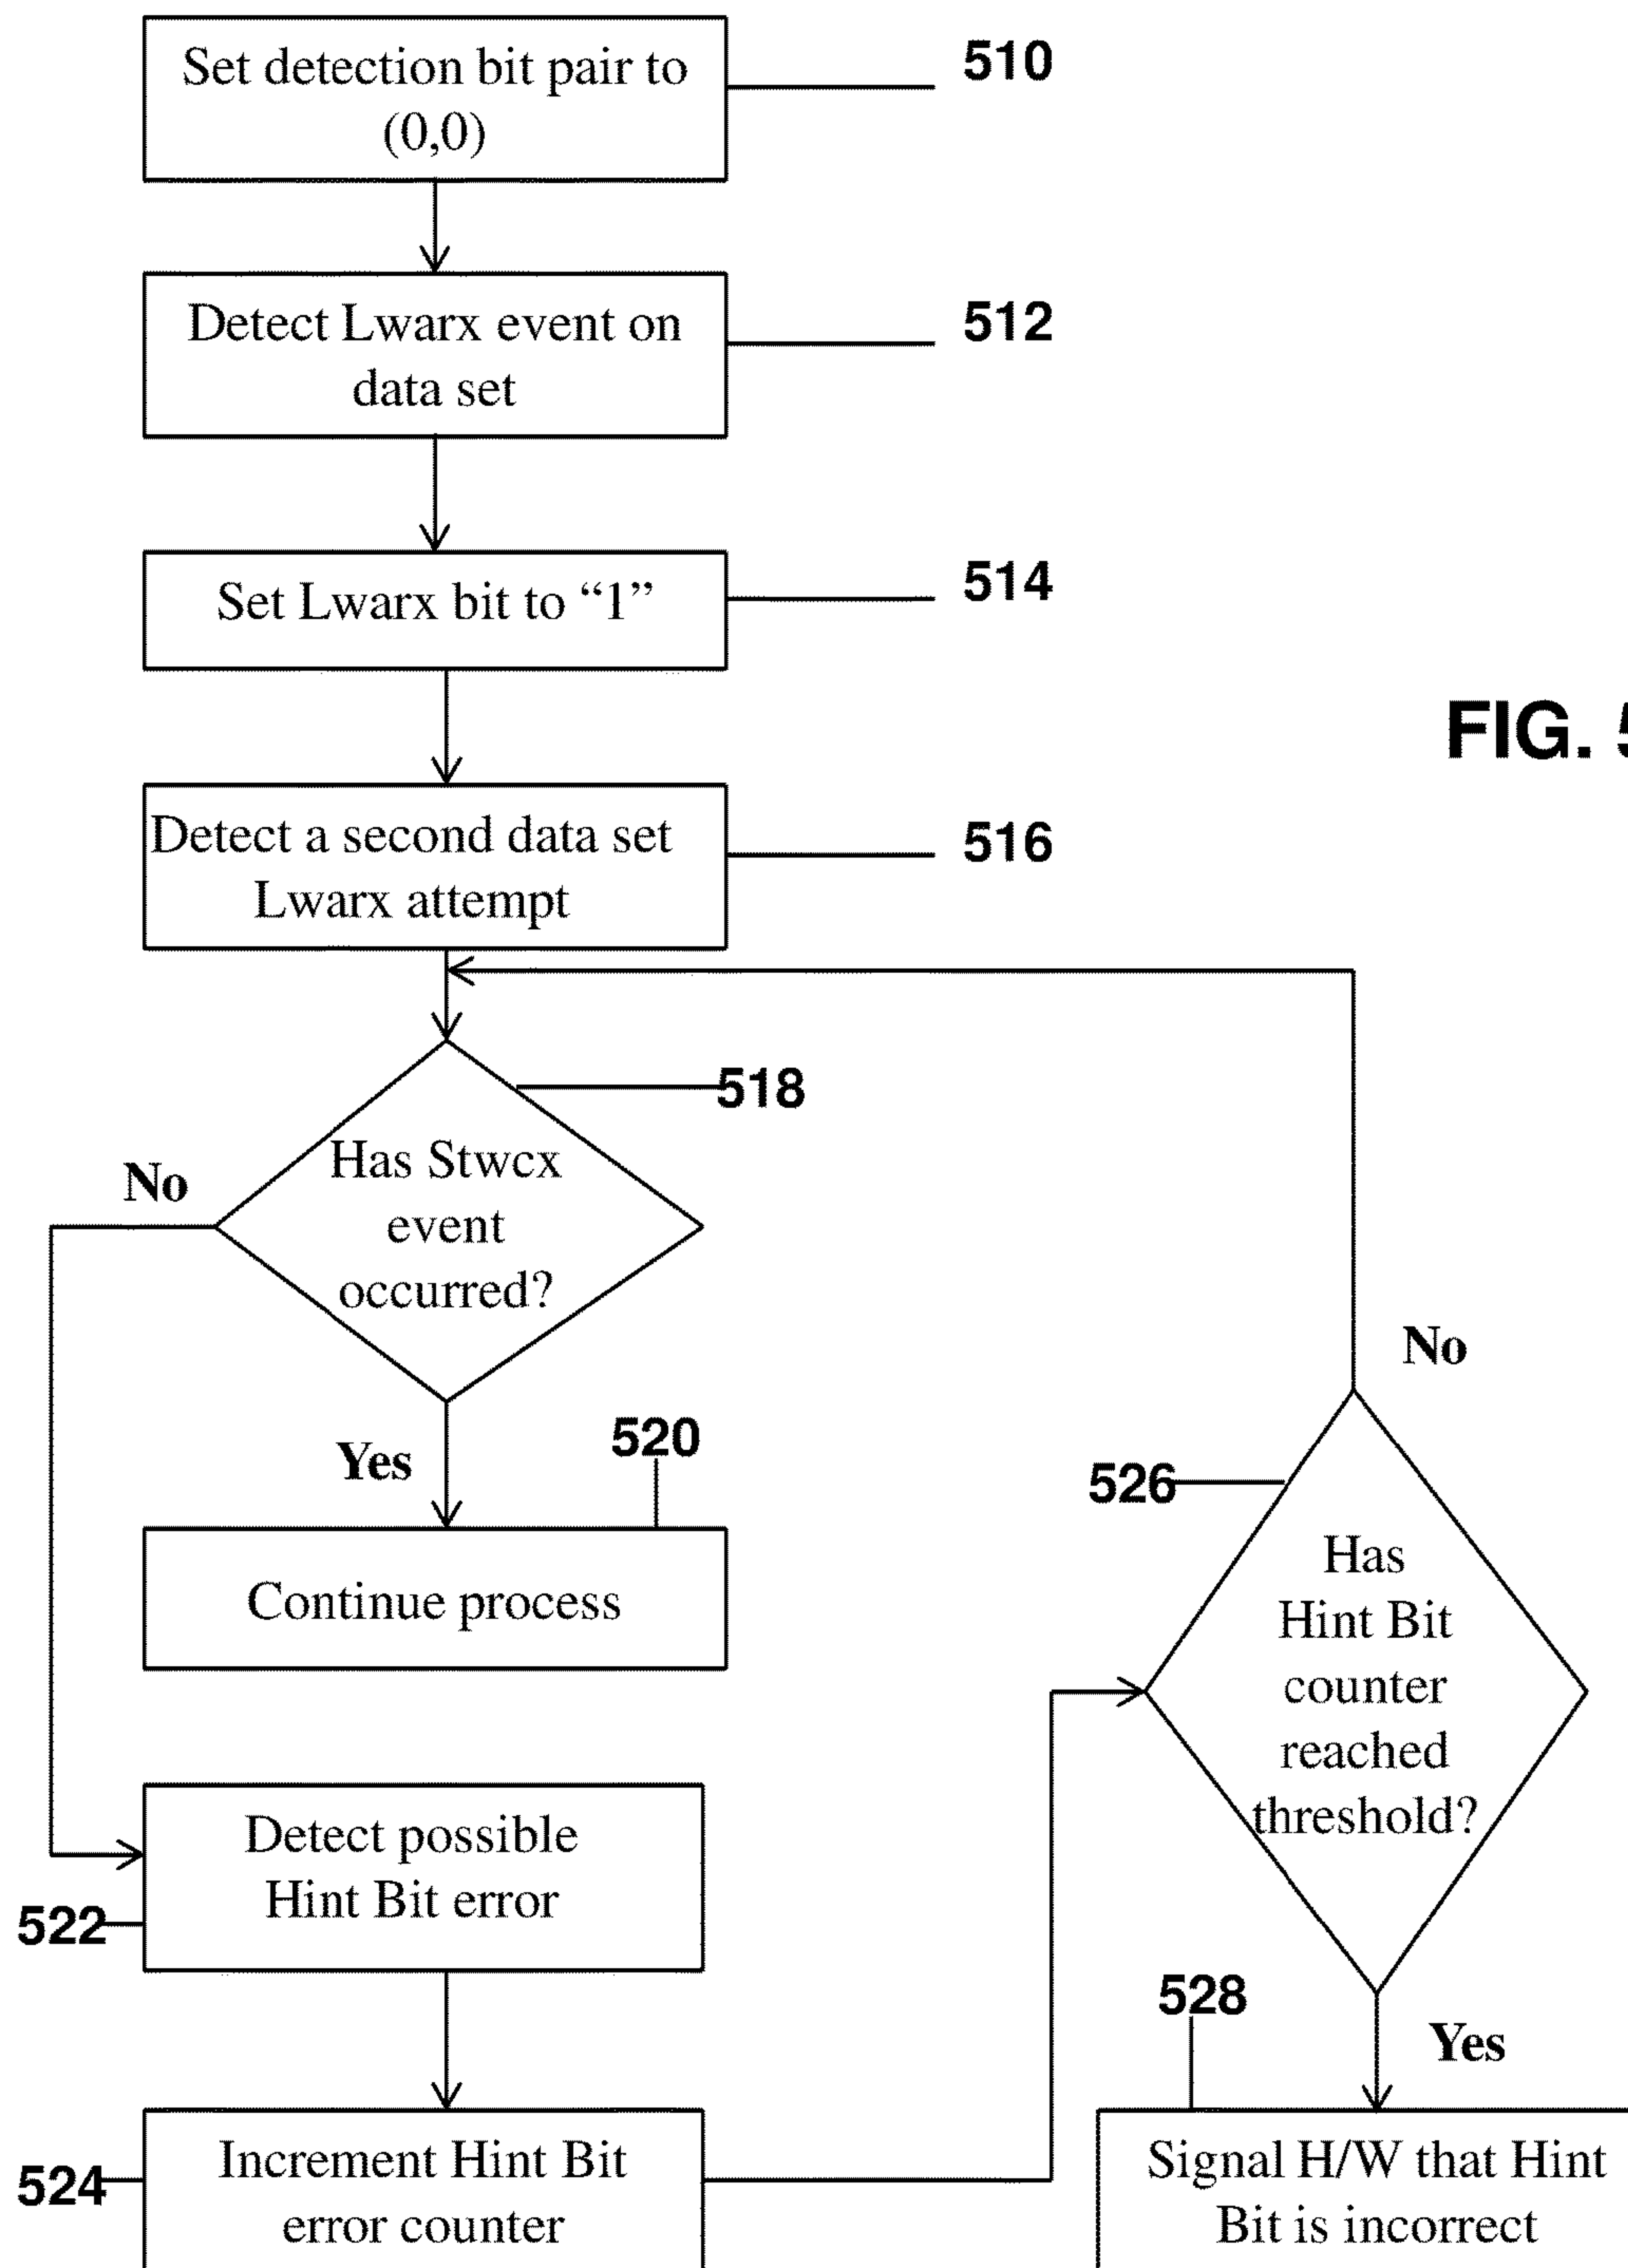 Set detection bit pair to
(0,0)
510
Detect Lwarx event on
data set
512
Set Lwarx bit to “1”
514
FIG. 5
Detect a second data set
Lwarx attempt
516
518
Has Stwcx
event
occurred?
No
Yes
520
Continue process
No
526
Has
Hint Bit
counter
reached
threshold?
Detect possible
Hint Bit error
522
528
Yes
Increment Hint Bit
error counter
524
Signal H/W that Hint
Bit is incorrect